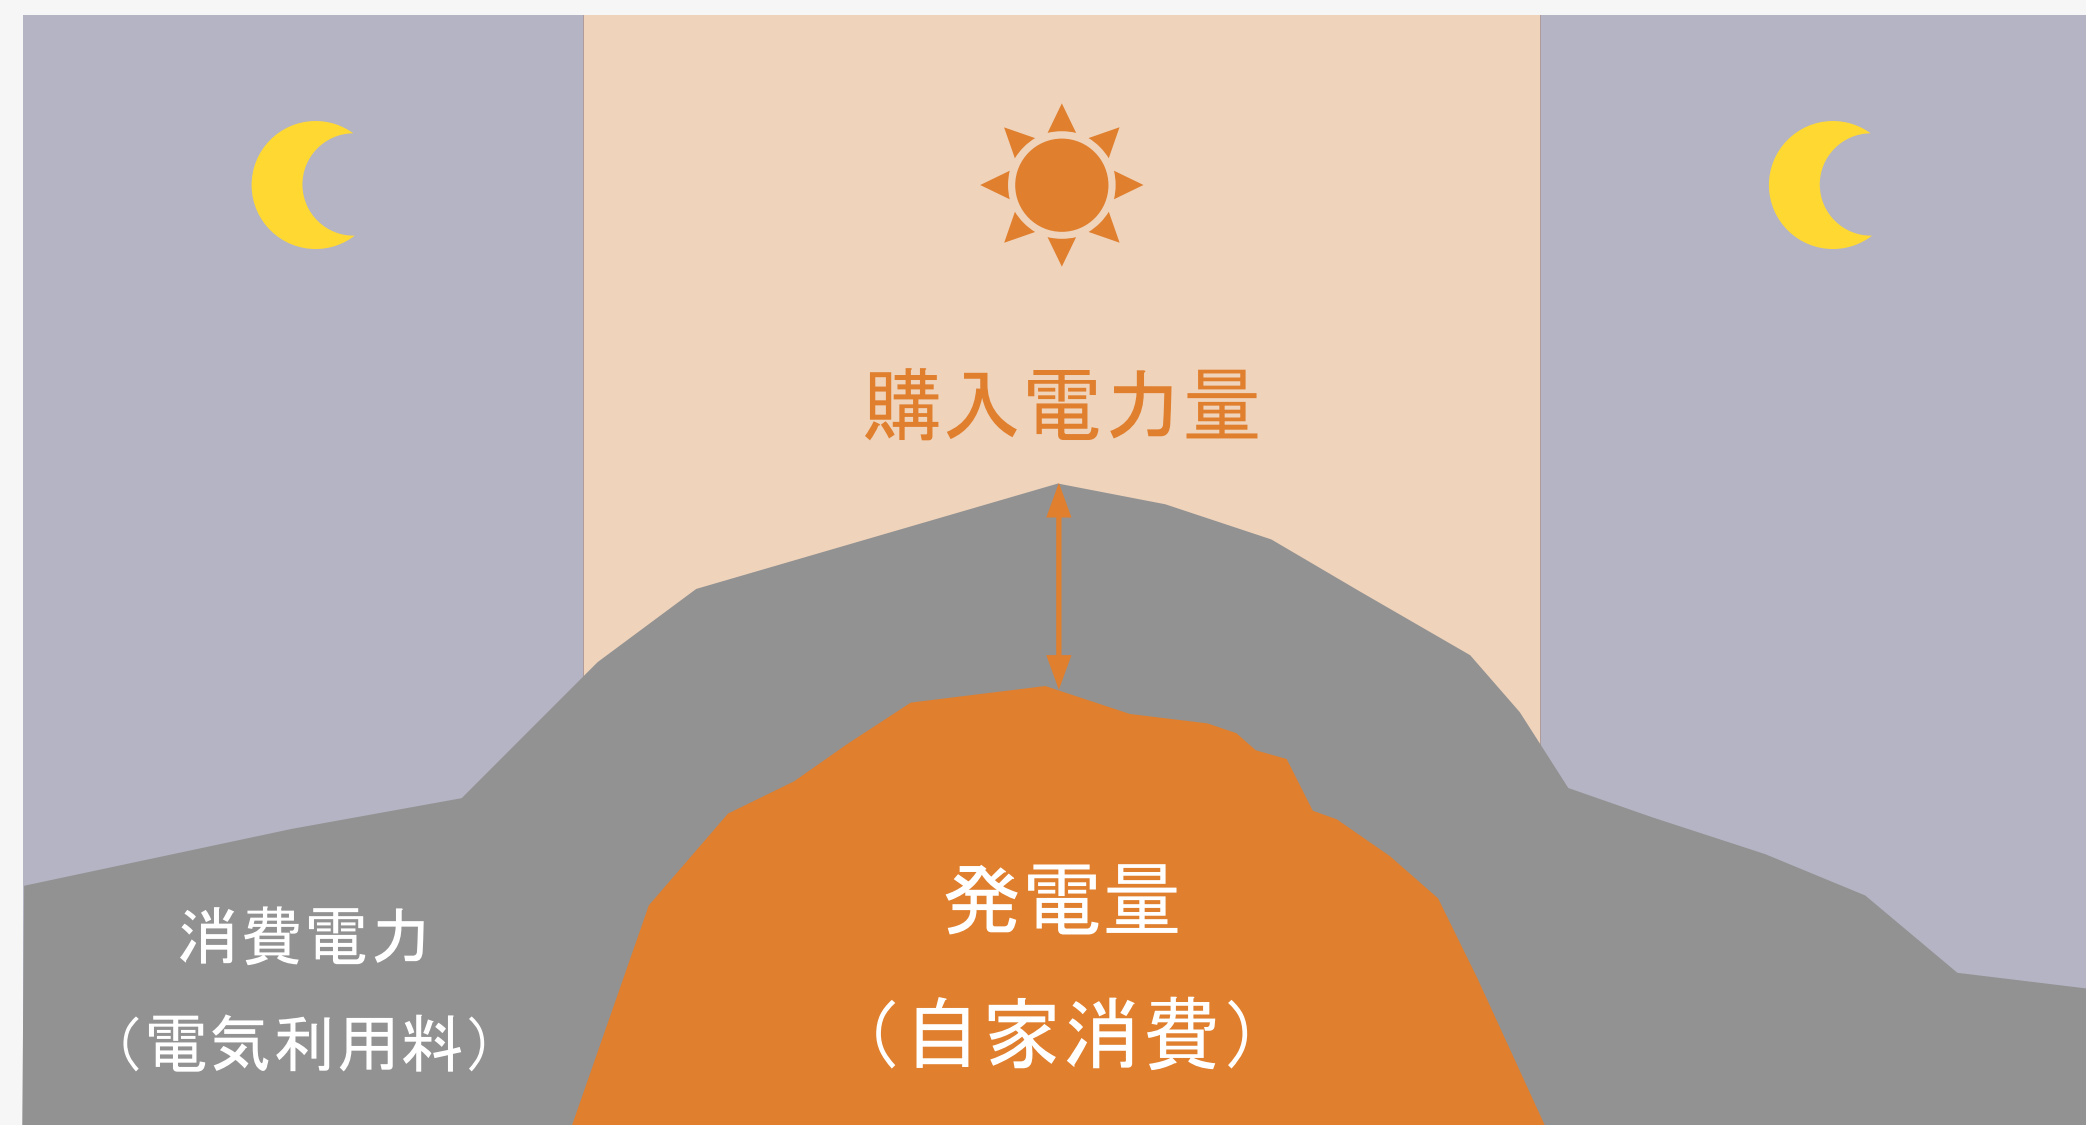 購入電力量
発電量
（自家消費）
消費電力
（電気利用料）